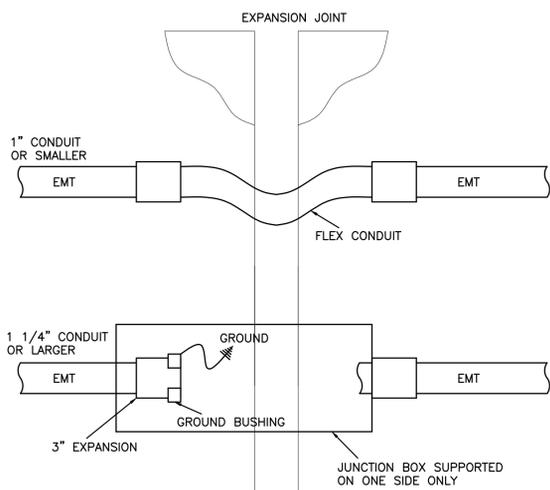 EXPANSION JOINT
1" CONDUIT
OR SMALLER
EMT
EMT
FLEX CONDUIT
1 1/4" CONDUIT
OR LARGER
GROUND
EMT
EMT
GROUND BUSHING
3" EXPANSION
JUNCTION BOX SUPPORTED
ON ONE SIDE ONLY